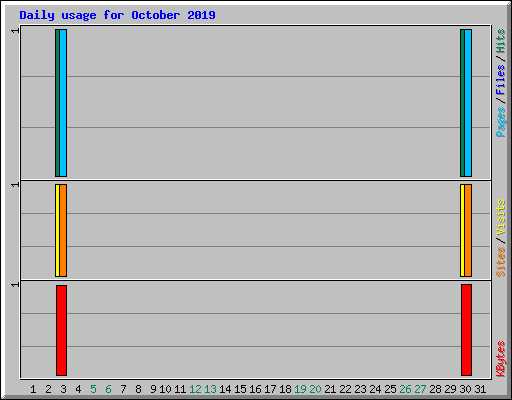 Daily usage for October 2019
1
1
1
Pages / Files / Hits
Sites / Visits
KBytes
1 2 3 4 5 6 7 8 9 10 11 12 13 14 15 16 17 18 19 20 21 22 23 24 25 26 27 28 29 30 31